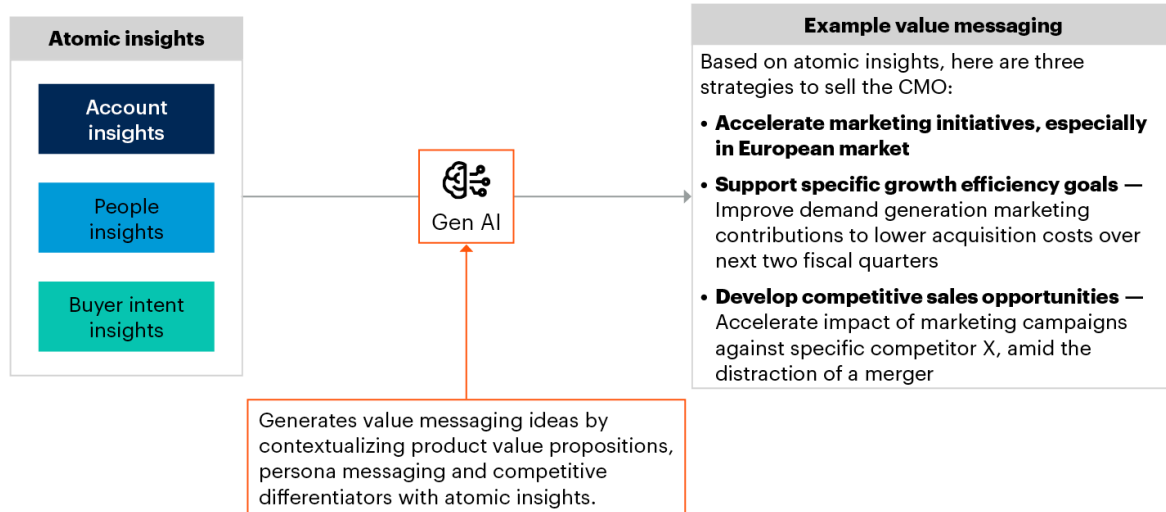 Atomic insights
Account
insights
People
insights
Buyer intent
insights
Gen AI
Generates value messaging ideas by
contextualizing product value propositions,
persona messaging and competitive
differentiators with atomic insights.
Example value messaging
Based on atomic insights, here are three
strategies to sell the CMO:
• Accelerate marketing initiatives, especially
in European market
• Support specific growth efficiency goals —
Improve demand generation marketing
contributions to lower acquisition costs over
next two fiscal quarters
• Develop competitive sales opportunities —
Accelerate impact of marketing campaigns
against specific competitor X, amid the
distraction of a merger